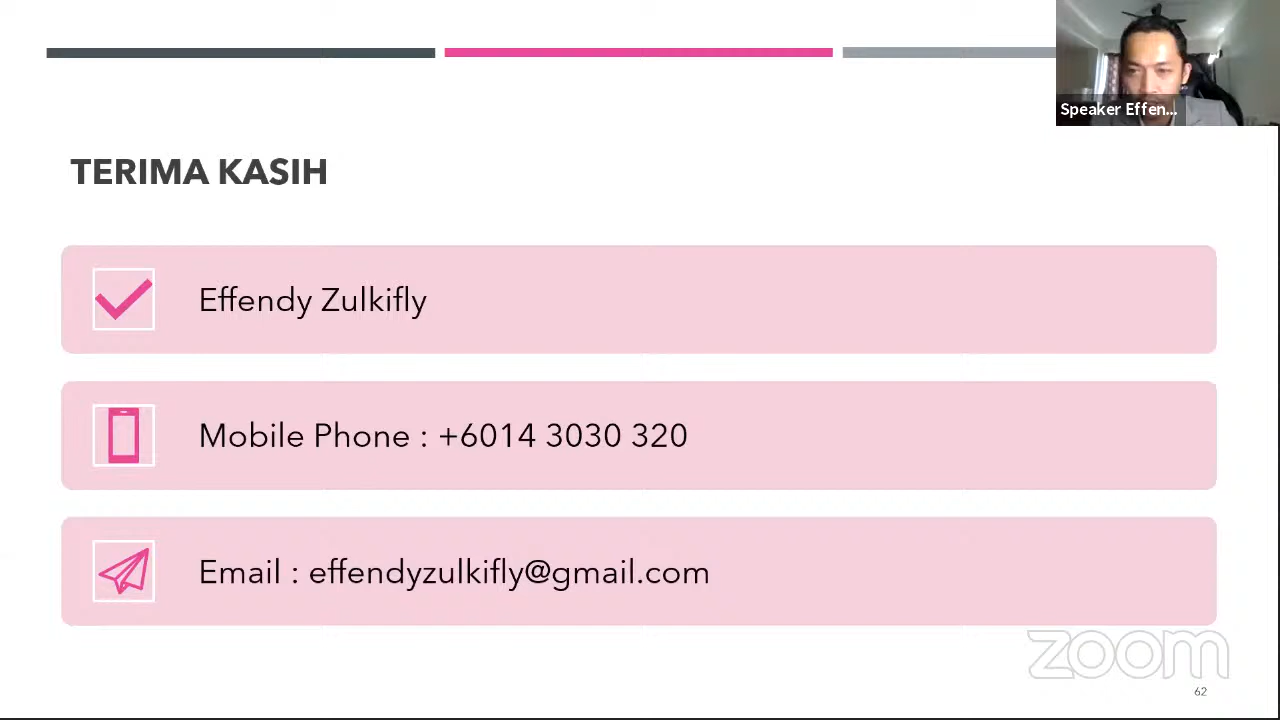 Speaker Effen...
TERIMA KASIH
Effendy Zulkifly
Mobile Phone : +6014 3030 320
Email : effendyzulkifly@gmail.com
zoom
62